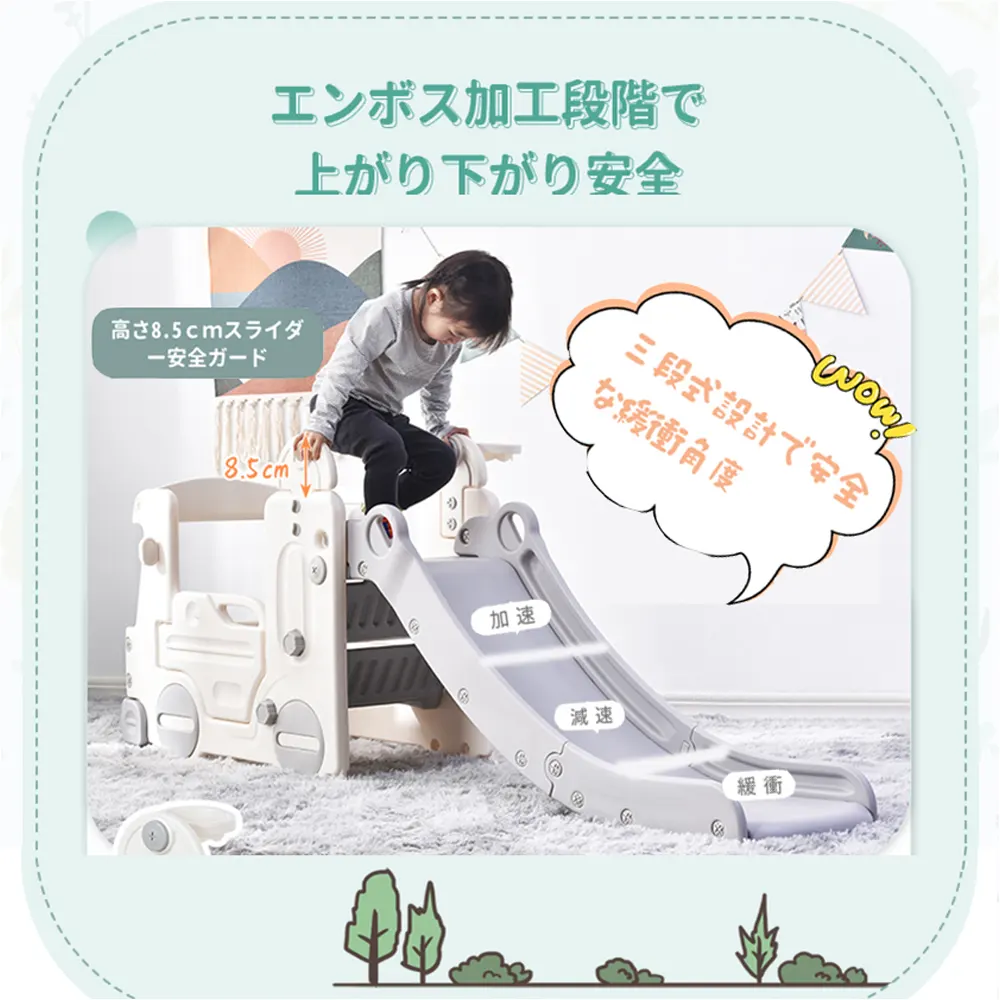 エンボス加工段階で
上がり下がり安全
高さ8.5cmスライダ
ー安全ガード
8.5cm
三段式設計で安全
な緩衝角度
wow!
加速
減速
緩衝